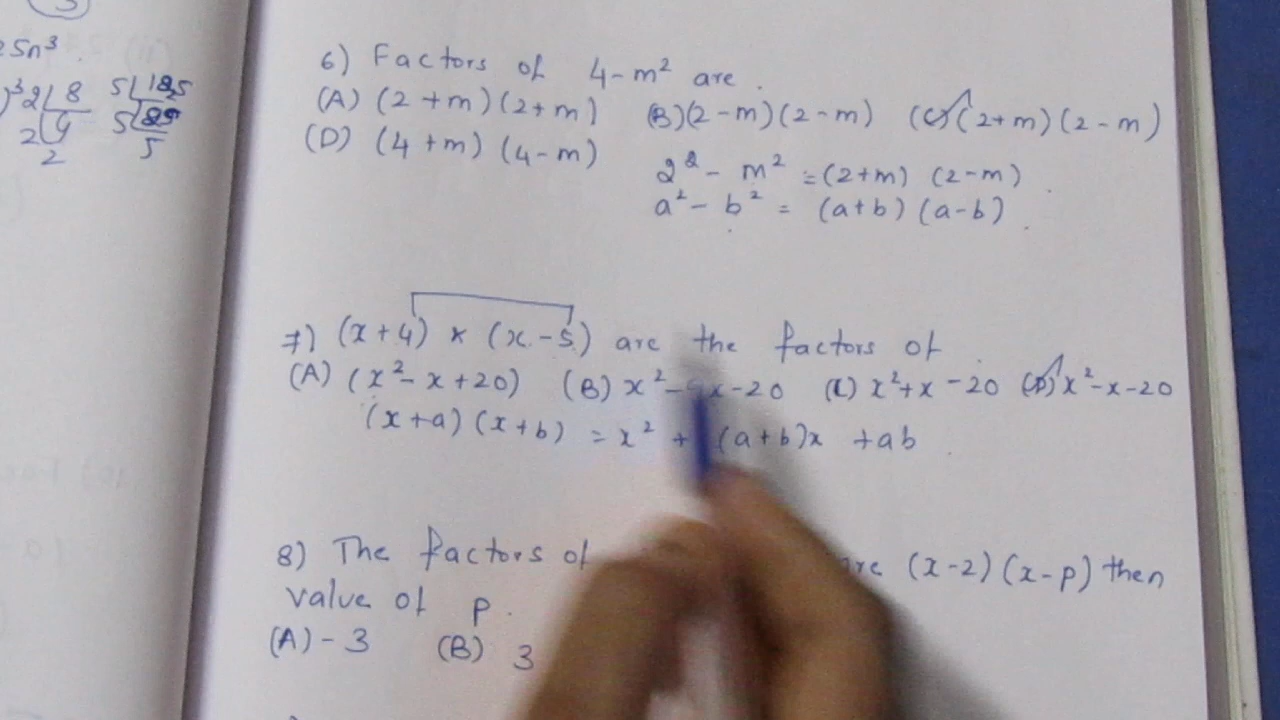 5n³
6) Factors of 4-m² are.
(A) (2+m)(2+m) (B)(2-m)(2-m) (C)(2+m)(2-m)
(D) (4+m) (4-m)
2² - m² = (2+m) (2-m)
a² - b² = (a+b) (a-b)
7) (x+4) × (x-5) are the factors of
(A) (x²-x+20) (B) x²-9x-20 (C) x²+x-20 (D) x²-x-20
(x+a) (x+b) = x² + (a+b)x +ab
8) The factors of are (x-2) (x-p) then
value of p.
(A) -3 (B) 3